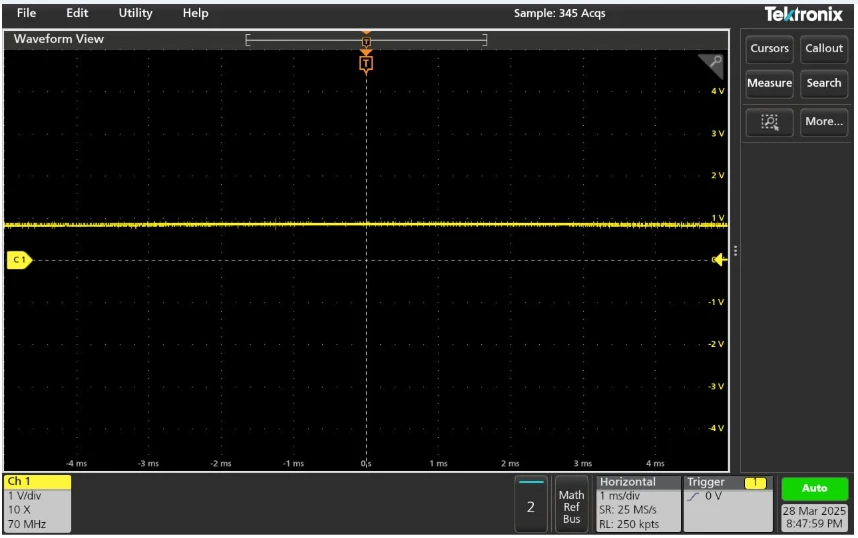 File Edit Utility Help Sample: 345 Acqs Tektronix
Waveform View
T
T
Cursors Callout
Measure Search
More...
4 V
3 V
2 V
1 V
C 1
-1 V
-2 V
-3 V
-4 V
-4 ms -3 ms -2 ms -1 ms 0 s 1 ms 2 ms 3 ms 4 ms
Ch 1
1 V/div
10 X
70 MHz
2
Math
Ref
Bus
Horizontal
1 ms/div
SR: 25 MS/s
RL: 250 kpts
Trigger 1
0 V
Auto
28 Mar 2025
8:47:59 PM